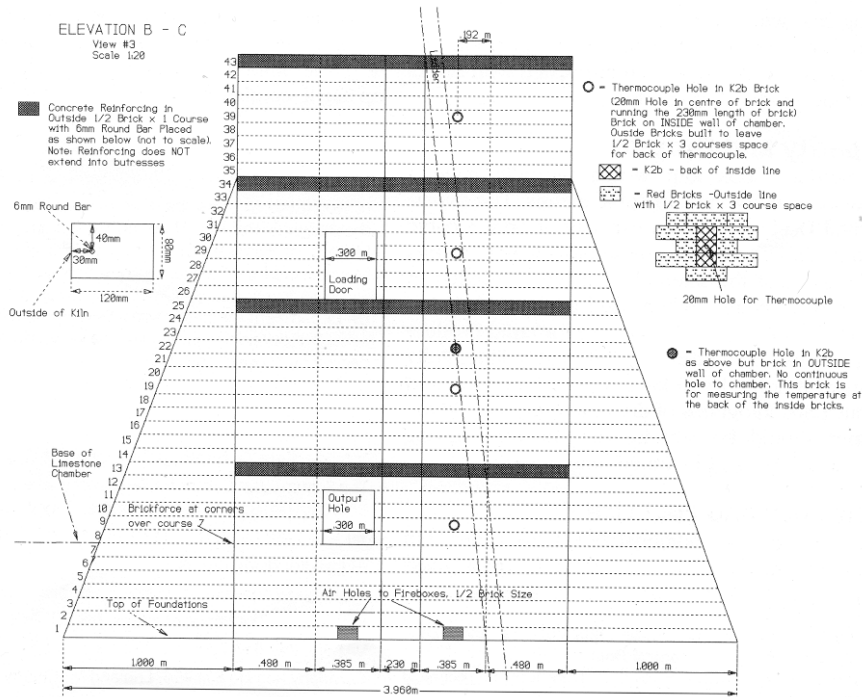 ELEVATION B - C
View #3
Scale 1:20
Concrete Reinforcing in
Outside 1/2 Brick x 1 Course
with 6mm Round Bar Placed
as shown below (not to scale).
Note: Reinforcing does NOT
extend into butresses
6mm Round Bar
40mm
30mm
80mm
120mm
Outside of Kiln
Base of
Limestone
Chamber
Brickforce at corners
over course 7
Top of Foundations
Air Holes to Fireboxes, 1/2 Brick Size
.192 m
Ladder
43
42
41
40
39
38
37
36
35
34
33
32
31
30
29
28
27
26
25
24
23
22
21
20
19
18
17
16
15
14
13
12
11
10
9
8
7
6
5
4
3
2
1
.300 m
Loading
Door
Output
Hole
.300 m
1.000 m
.480 m
.385 m
.230 m
.385 m
.480 m
1.000 m
3.960m
= Thermocouple Hole in K2b Brick
(20mm Hole in centre of brick and
running the 230mm length of brick)
Brick on INSIDE wall of chamber.
Ouside Bricks built to leave
1/2 Brick x 3 courses space
for back of thermocouple.
= K2b - back of inside line
= Red Bricks -Outside line
with 1/2 brick x 3 course space
20mm Hole for Thermocouple
= Thermocouple Hole in K2b
as above but brick in OUTSIDE
wall of chamber. No continuous
hole to chamber. This brick is
for measuring the temperature at
the back of the inside bricks.